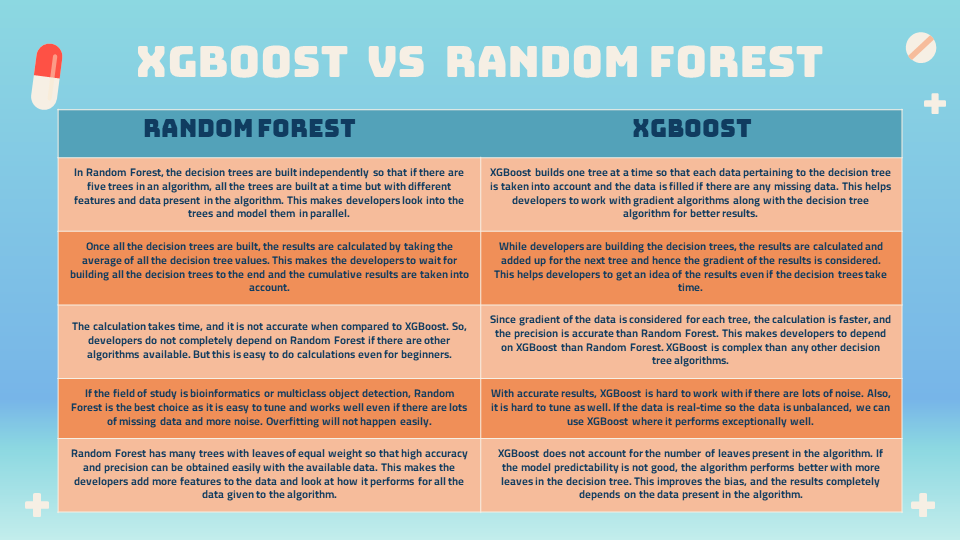 XGBOOST VS RANDOM FOREST
RANDOM FOREST
XGBOOST
In Random Forest, the decision trees are built independently so that if there are
five trees in an algorithm, all the trees are built at a time but with different
features and data present in the algorithm. This makes developers look into the
trees and model them in parallel.
XGBoost builds one tree at a time so that each data pertaining to the decision tree
is taken into account and the data is filled if there are any missing data. This helps
developers to work with gradient algorithms along with the decision tree
algorithm for better results.
Once all the decision trees are built, the results are calculated by taking the
average of all the decision tree values. This makes the developers to wait for
building all the decision trees to the end and the cumulative results are taken into
account.
While developers are building the decision trees, the results are calculated and
added up for the next tree and hence the gradient of the results is considered.
This helps developers to get an idea of the results even if the decision trees take
time.
The calculation takes time, and it is not accurate when compared to XGBoost. So,
developers do not completely depend on Random Forest if there are other
algorithms available. But this is easy to do calculations even for beginners.
Since gradient of the data is considered for each tree, the calculation is faster, and
the precision is accurate than Random Forest. This makes developers to depend
on XGBoost than Random Forest. XGBoost is complex than any other decision
tree algorithms.
If the field of study is bioinformatics or multiclass object detection, Random
Forest is the best choice as it is easy to tune and works well even if there are lots
of missing data and more noise. Overfitting will not happen easily.
With accurate results, XGBoost is hard to work with if there are lots of noise. Also,
it is hard to tune as well. If the data is real-time so the data is unbalanced, we can
use XGBoost where it performs exceptionally well.
Random Forest has many trees with leaves of equal weight so that high accuracy
and precision can be obtained easily with the available data. This makes the
developers add more features to the data and look at how it performs for all the
data given to the algorithm.
XGBoost does not account for the number of leaves present in the algorithm. If
the model predictability is not good, the algorithm performs better with more
leaves in the decision tree. This improves the bias, and the results completely
depends on the data present in the algorithm.